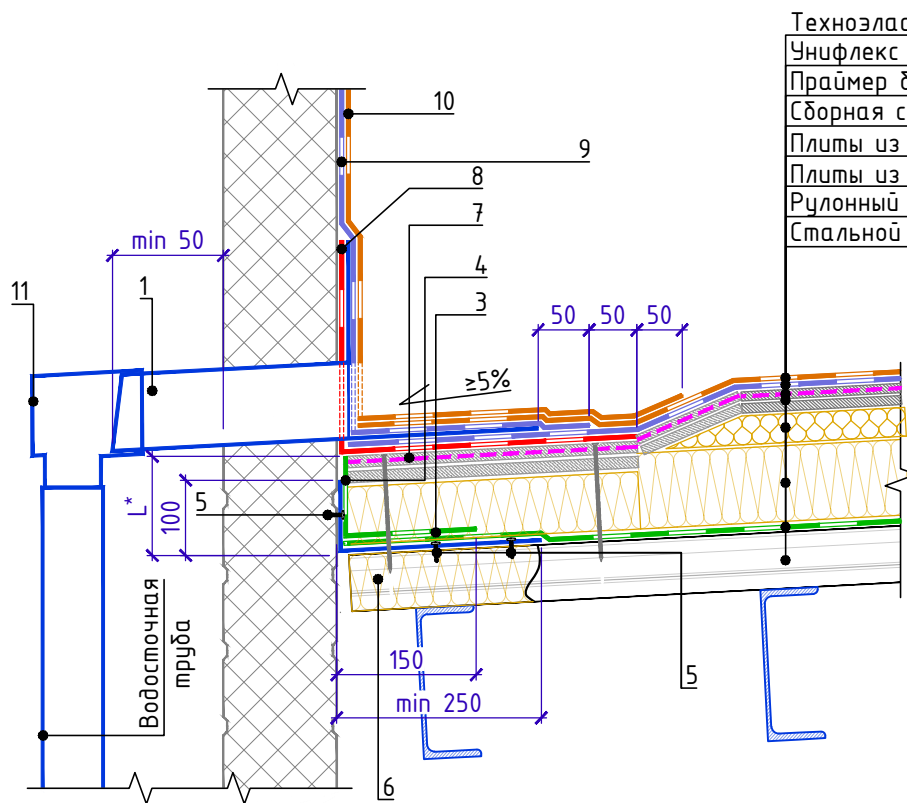 Техноэлас
Унифлекс
Праймер б
Сборная с
Плиты из
Плиты из
Рулонный
Стальной
10
9
8
7
4
3
min 50
11
1
50
50
50
≥5%
L*
100
5
Водосточная
труба
150
min 250
5
6